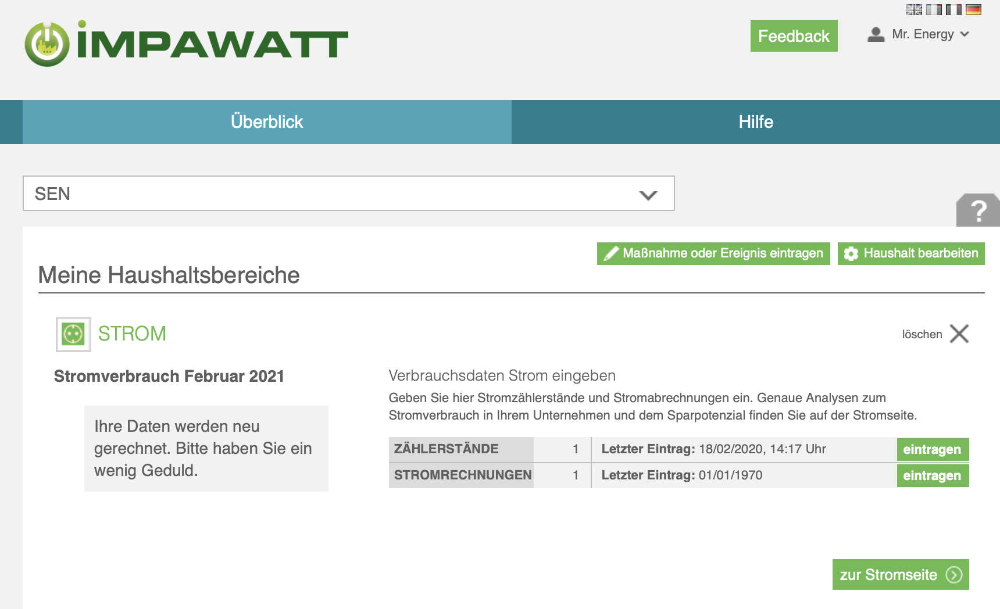 iMPAWATT
Feedback
Mr. Energy
Überblick
Hilfe
SEN
?
Maßnahme oder Ereignis eintragen
Haushalt bearbeiten
Meine Haushaltsbereiche
STROM
löschen
Stromverbrauch Februar 2021
Ihre Daten werden neu
gerechnet. Bitte haben Sie ein
wenig Geduld.
Verbrauchsdaten Strom eingeben
Geben Sie hier Stromzählerstände und Stromabrechnungen ein. Genaue Analysen zum
Stromverbrauch in Ihrem Unternehmen und dem Sparpotenzial finden Sie auf der Stromseite.
ZÄHLERSTÄNDE 1 Letzter Eintrag: 18/02/2020, 14:17 Uhr eintragen
STROMRECHNUNGEN 1 Letzter Eintrag: 01/01/1970 eintragen
zur Stromseite